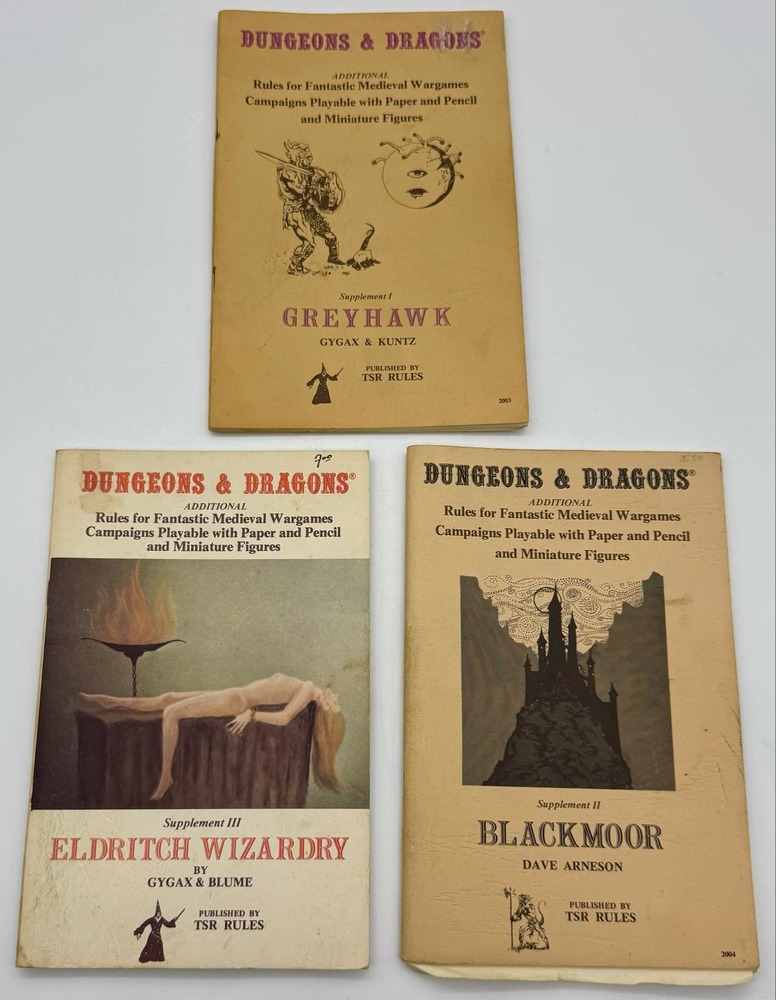 DUNGEONS & DRAGONS®
ADDITIONAL
Rules for Fantastic Medieval Wargames
Campaigns Playable with Paper and Pencil
and Miniature Figures
Supplement I
GREYHAWK
GYGAX & KUNTZ
PUBLISHED BY
TSR RULES
2003
7.00
DUNGEONS & DRAGONS®
ADDITIONAL
Rules for Fantastic Medieval Wargames
Campaigns Playable with Paper and Pencil
and Miniature Figures
Supplement III
ELDRITCH WIZARDRY
BY
GYGAX & BLUME
PUBLISHED BY
TSR RULES
DUNGEONS & DRAGONS®
ADDITIONAL
Rules for Fantastic Medieval Wargames
Campaigns Playable with Paper and Pencil
and Miniature Figures
Supplement II
BLACKMOOR
DAVE ARNESON
PUBLISHED BY
TSR RULES
2004